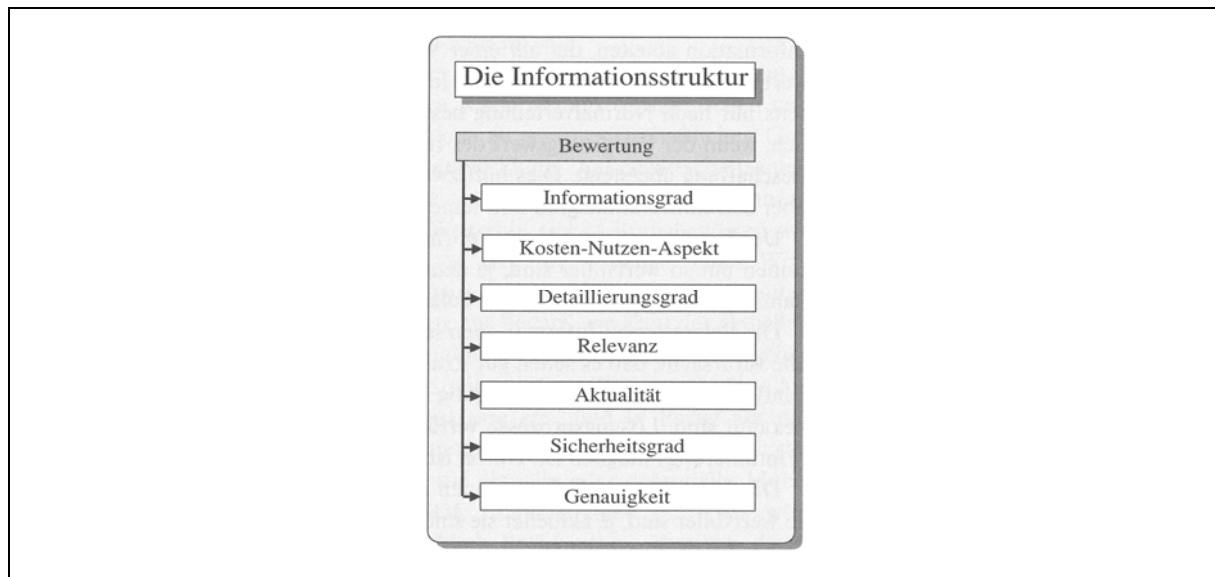 Die Informationsstruktur
Bewertung
Informationsgrad
Kosten-Nutzen-Aspekt
Detaillierungsgrad
Relevanz
Aktualität
Sicherheitsgrad
Genauigkeit